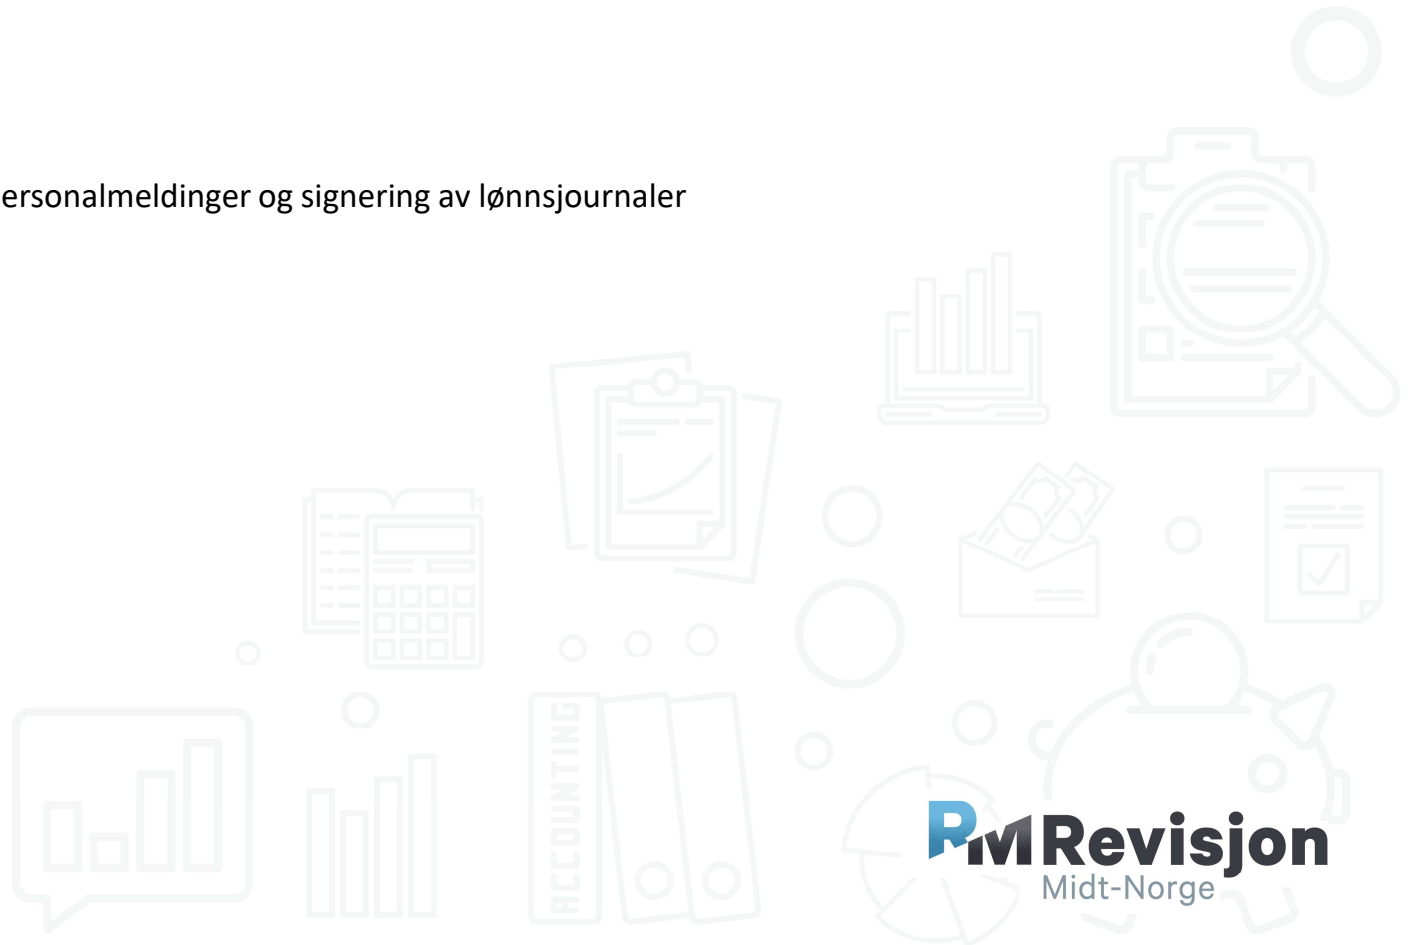 ersonalmeldinger og signering av lønnsjournaler
ACCOUNTING
RM Revisjon
Midt-Norge